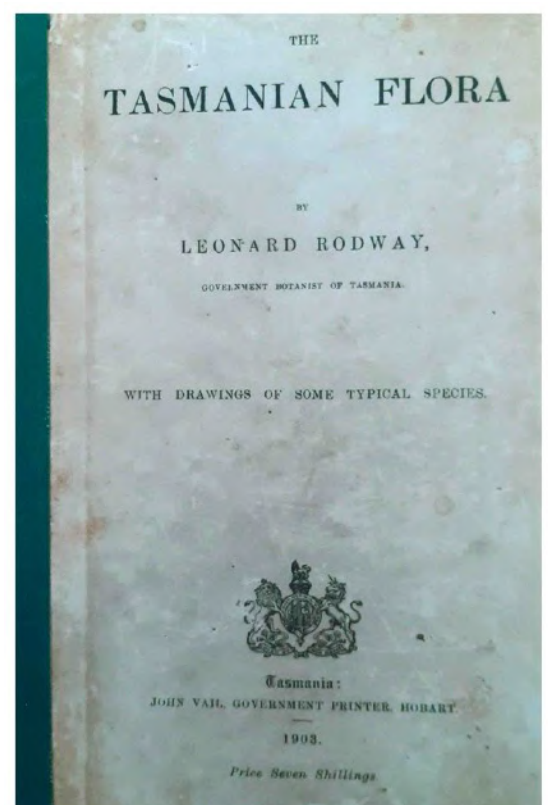 THE
TASMANIAN FLORA
BY
LEONARD RODWAY,
GOVERNMENT BOTANIST OF TASMANIA.
WITH DRAWINGS OF SOME TYPICAL SPECIES.
Tasmania:
JOHN VAIL, GOVERNMENT PRINTER, HOBART
1903.
Price Seven Shillings